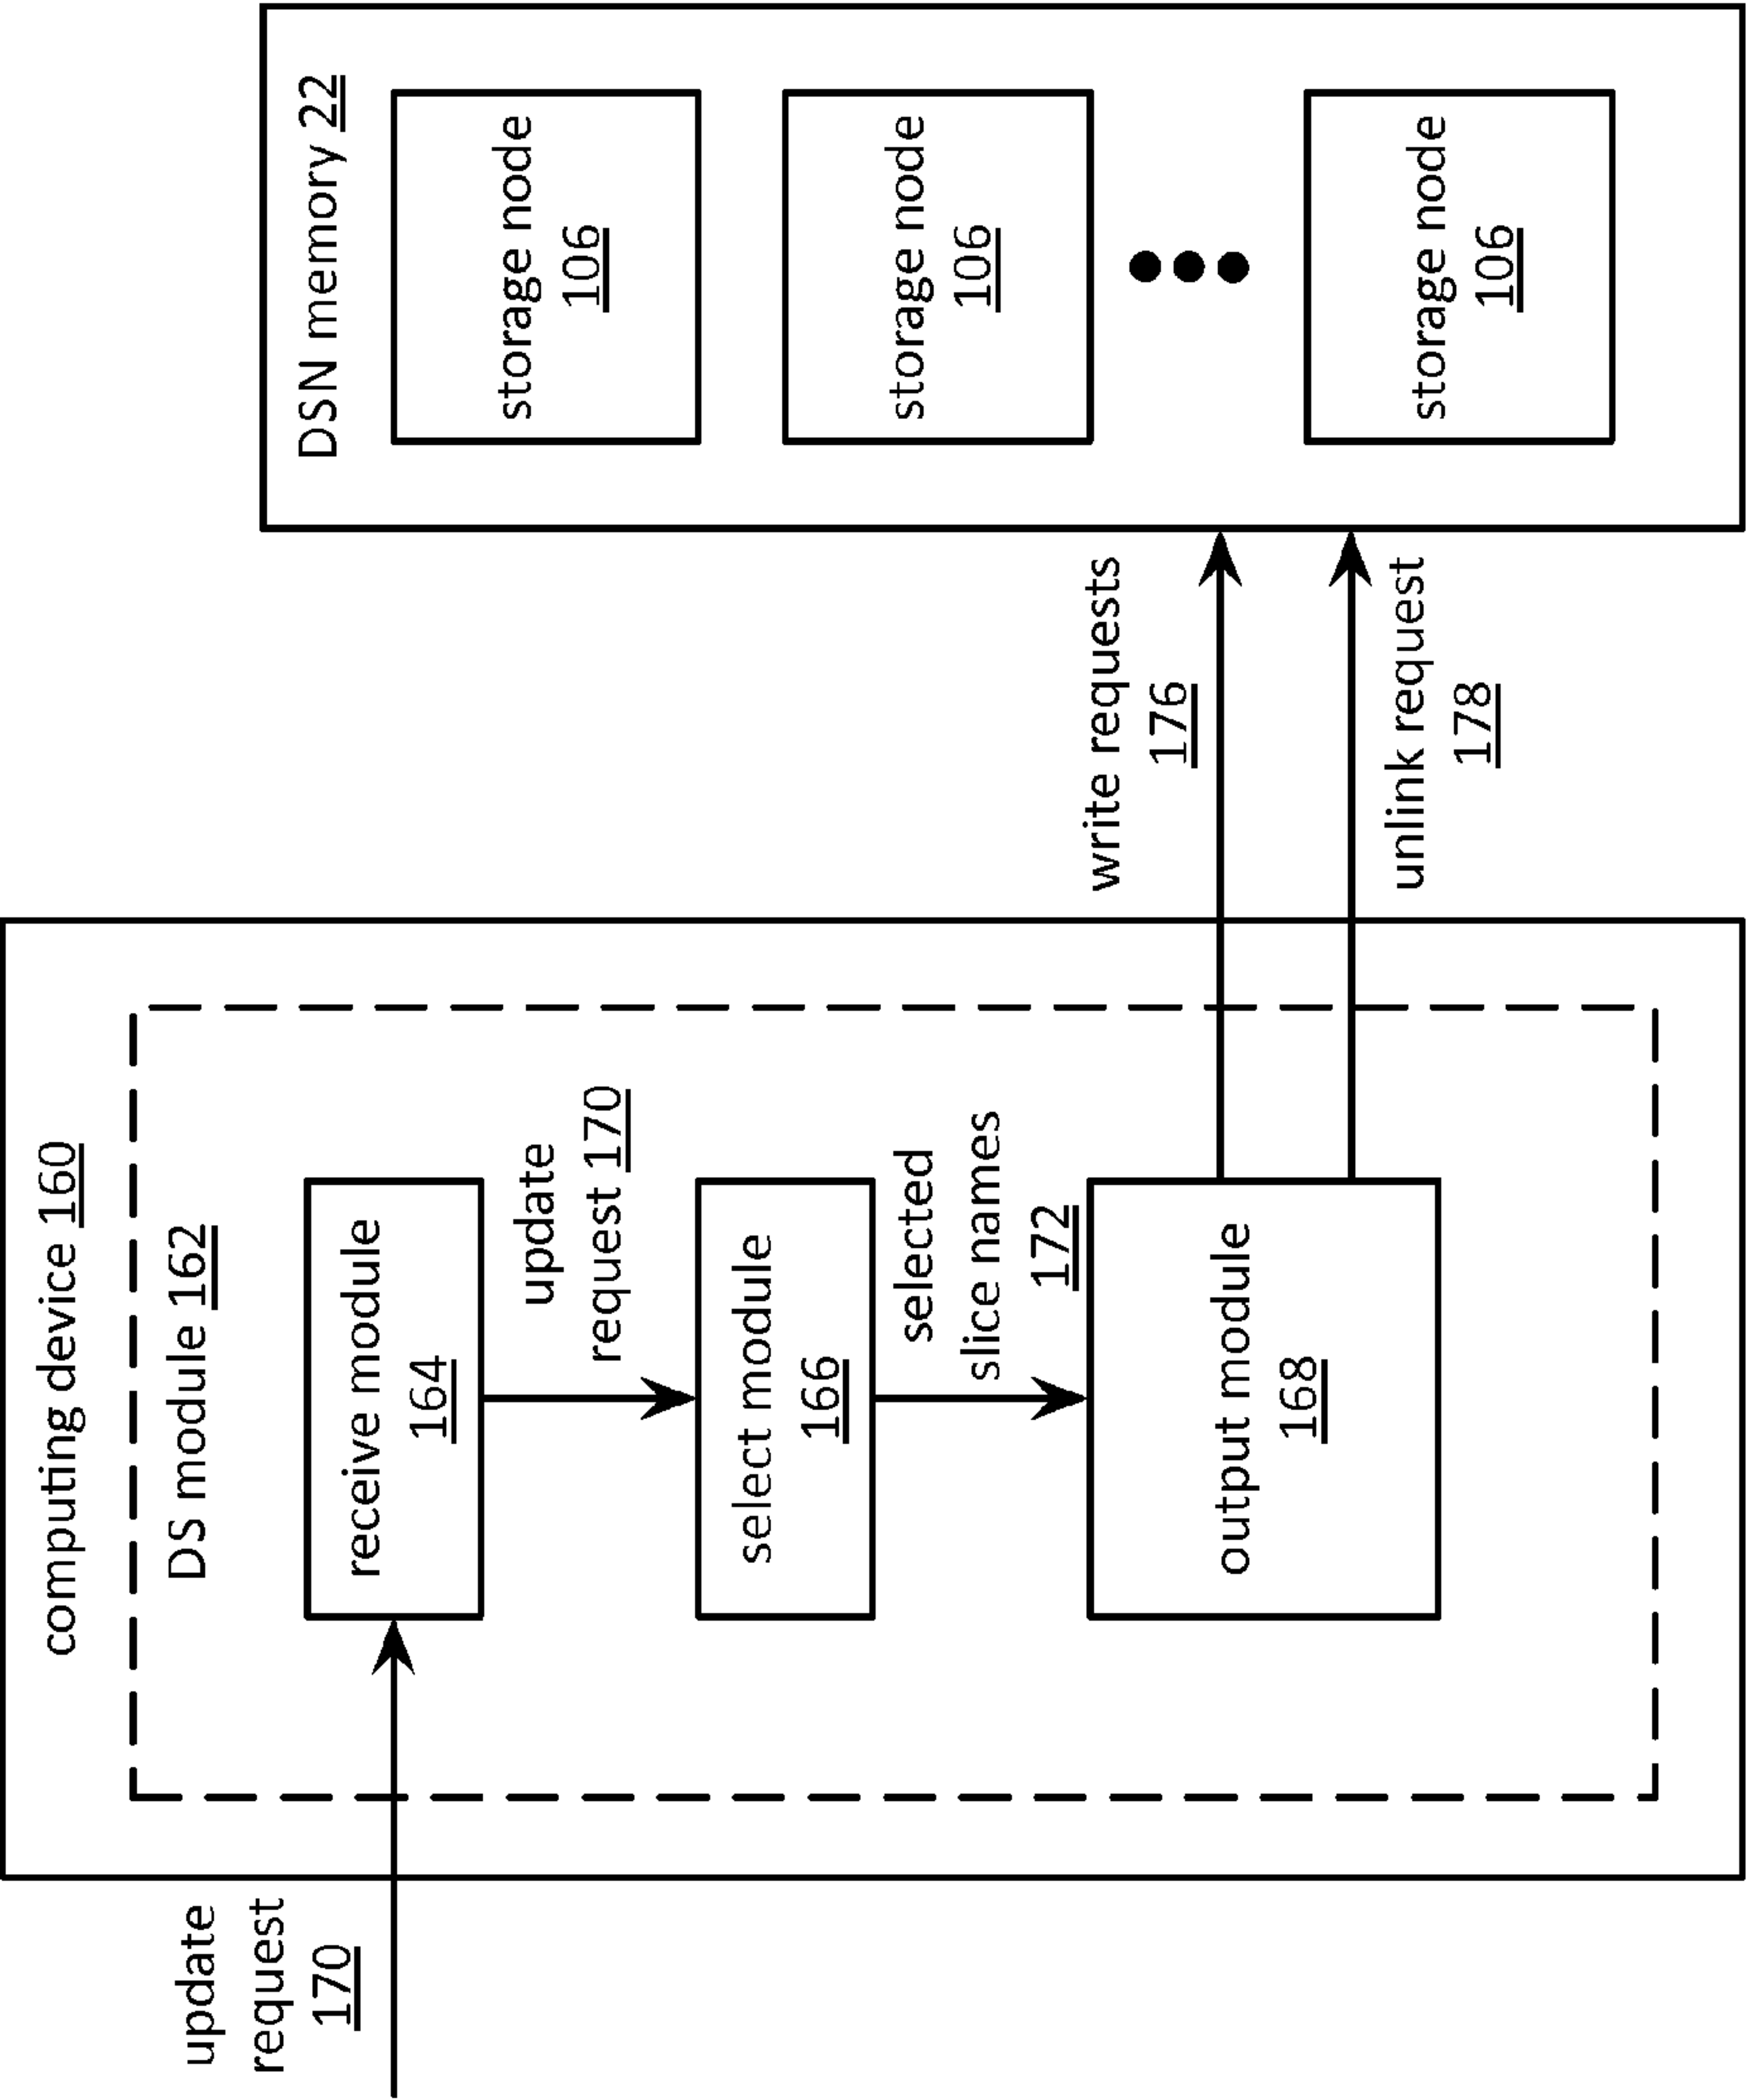 computing device 160
DS module 162
update
request
170
receive module
164
update
request 170
select module
166
selected
slice names
172
output module
168
write requests
176
unlink request
178
DSN memory 22
storage node
106
storage node
106
storage node
106